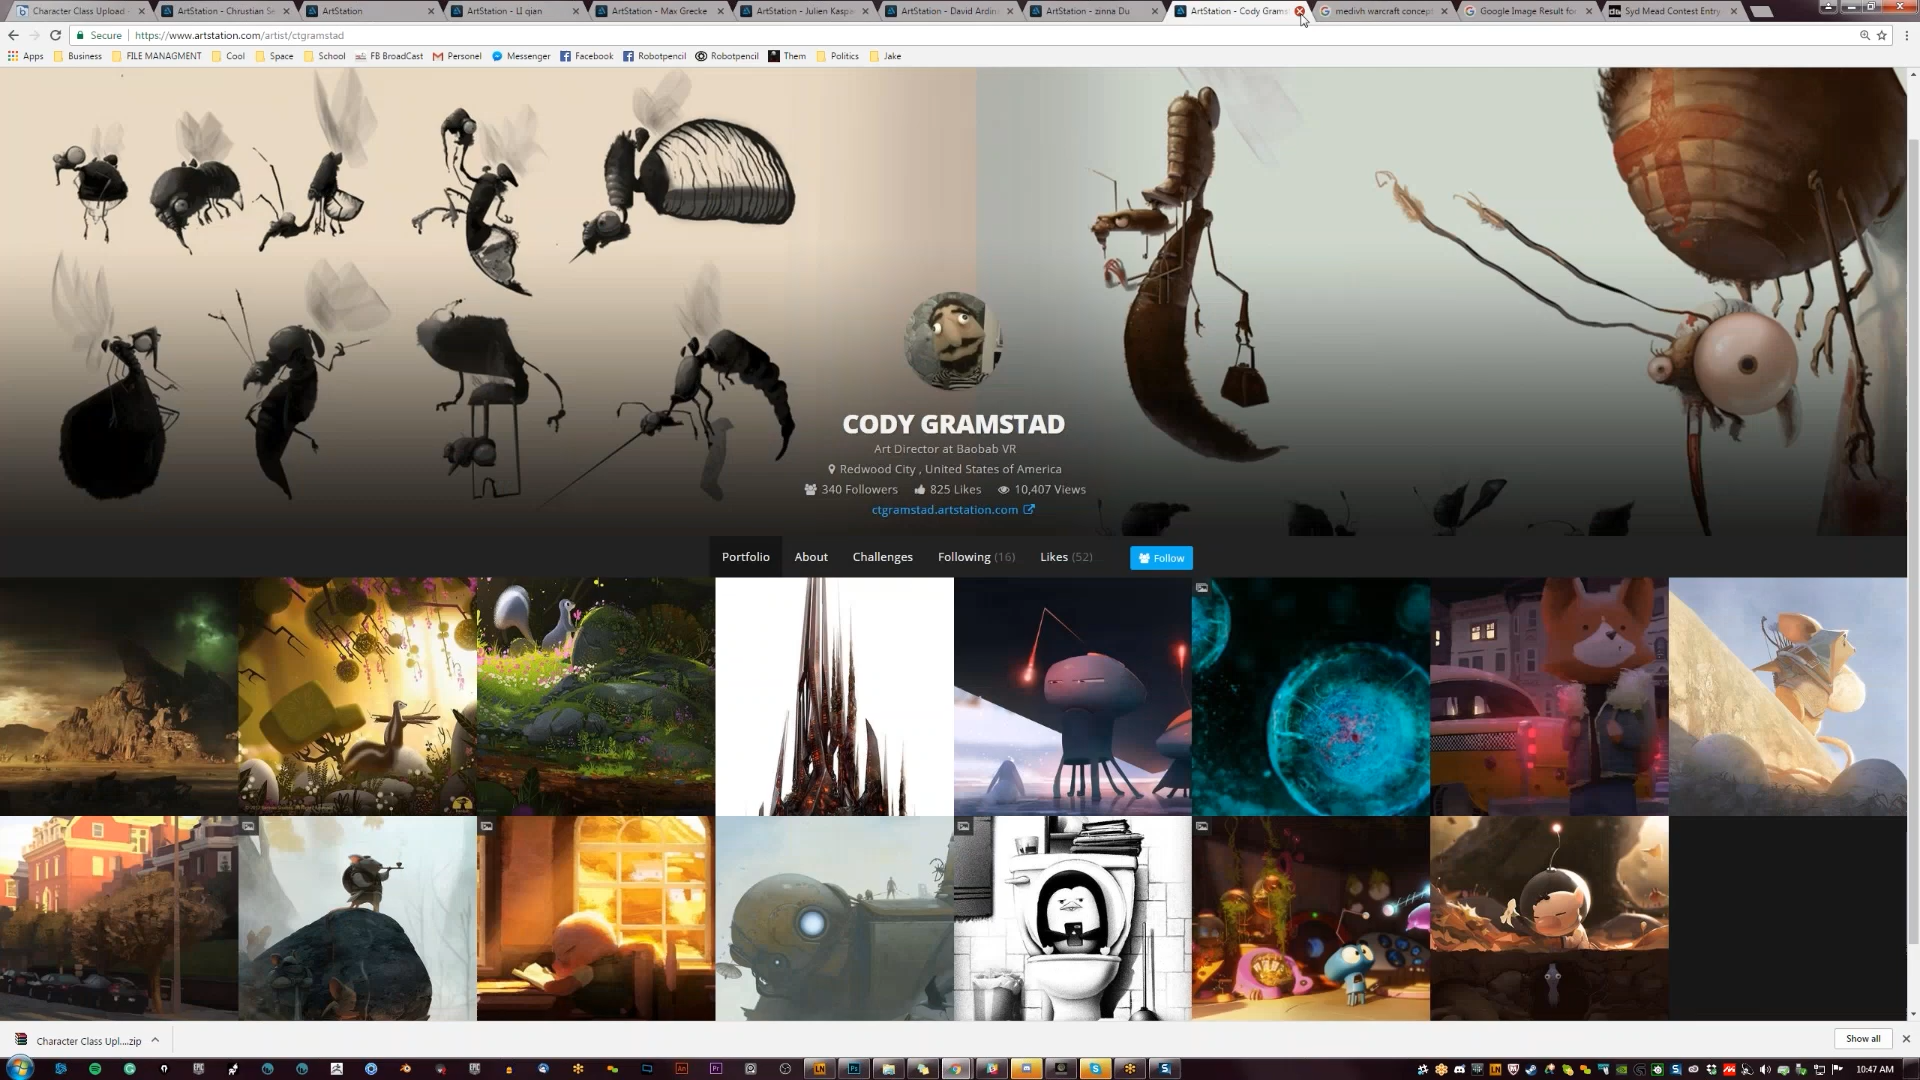 Character Class Upload
ArtStation - Chrustian Se
ArtStation
ArtStation - LI qian
ArtStation - Max Grecke
ArtStation - Julien Kaspa
ArtStation - David Ardin
ArtStation - zinna Du
ArtStation - Cody Grams
medivh warcraft concept
Google Image Result fo
Syd Mead Contest Entry
Secure
https://www.artstation.com/artist/ctgramstad
Apps
Business
FILE MANAGMENT
Cool
Space
School
FB BroadCast
Personel
Messenger
Facebook
Robotpencil
Robotpencil
Them
Politics
Jake
CODY GRAMSTAD
Art Director at Baobab VR
Redwood City , United States of America
340 Followers 825 Likes 10,407 Views
ctgramstad.artstation.com
Portfolio About Challenges Following (16) Likes (52) Follow
Character Class Upl....zip
Show all
10:47 AM